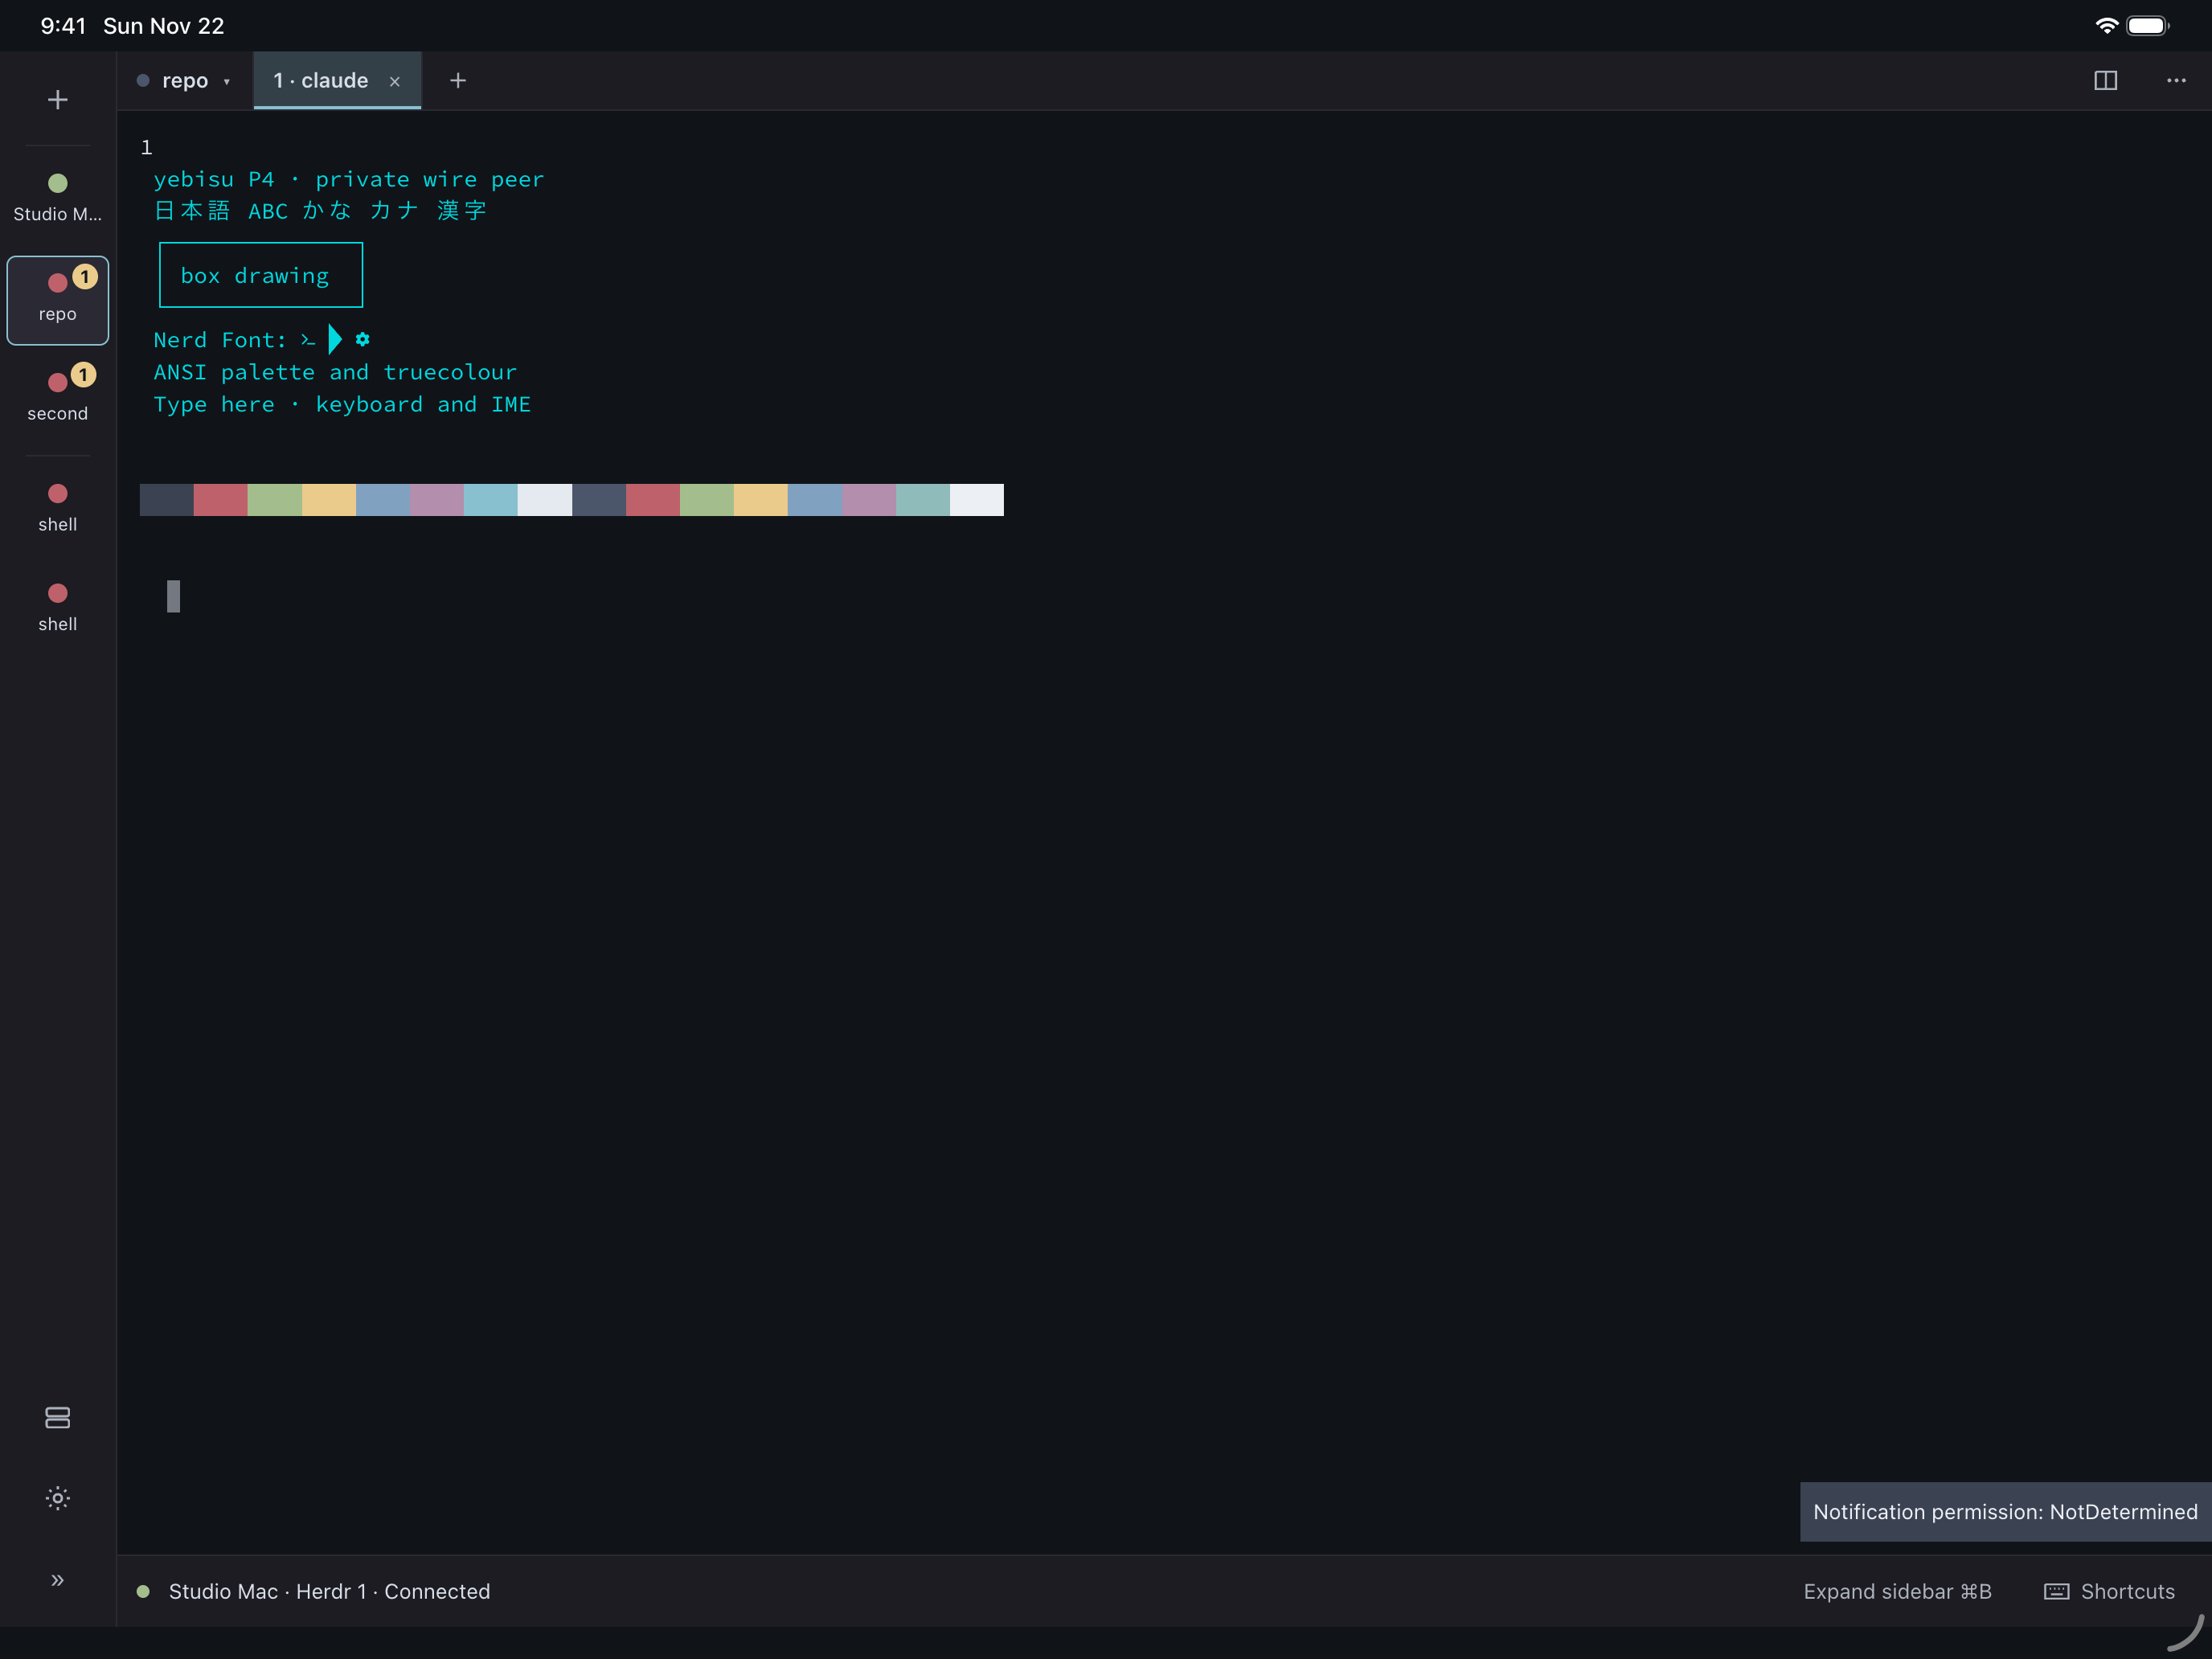 9:41 Sun Nov 22
repo ▾ 1 · claude × +
+
Studio M...
1
repo
1
second
shell
shell
»
1
yebisu P4 · private wire peer
日本語 ABC かな カナ 漢字
box drawing
Nerd Font:
ANSI palette and truecolour
Type here · keyboard and IME
Notification permission: NotDetermined
Studio Mac · Herdr 1 · Connected
Expand sidebar ⌘B
Shortcuts